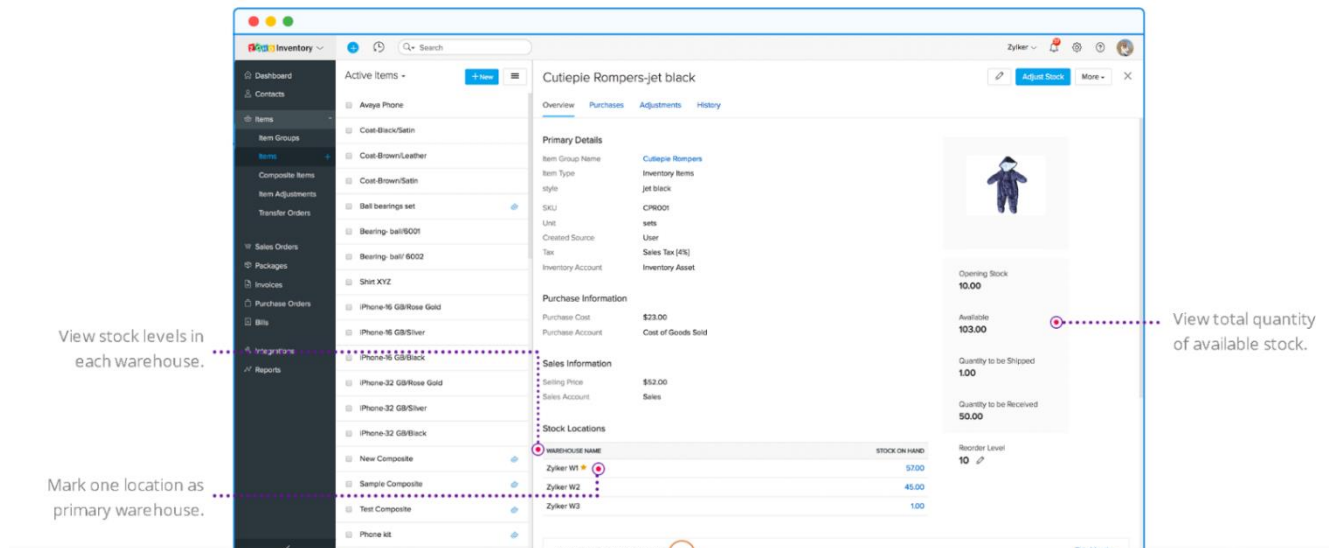 Inventory
Search
Zylker
Dashboard
Contacts
Items
Item Groups
Items
Composite Items
Item Adjustments
Transfer Orders
Sales Orders
Packages
Invoices
Purchase Orders
Bills
Integrations
Reports
Active Items
+ New
Avaya Phone
Coat-Black/Satin
Coat-Brown/Leather
Coat-Brown/Satin
Ball bearings set
Bearing- ball/6001
Bearing- ball/ 6002
Shirt XYZ
iPhone-16 GB/Rose Gold
iPhone-16 GB/Silver
iPhone-16 GB/Black
iPhone-32 GB/Rose Gold
iPhone-32 GB/Silver
iPhone-32 GB/Black
New Composite
Sample Composite
Test Composite
Phone kit
Cutiepie Rompers-jet black
Adjust Stock
More
Overview Purchases Adjustments History
Primary Details
Item Group Name Cutiepie Rompers
Item Type Inventory Items
style jet black
SKU CPR001
Unit sets
Created Source User
Tax Sales Tax [4%]
Inventory Account Inventory Asset
Purchase Information
Purchase Cost $23.00
Purchase Account Cost of Goods Sold
Sales Information
Selling Price $52.00
Sales Account Sales
Stock Locations
WAREHOUSE NAME STOCK ON HAND
Zylker W1 57.00
Zylker W2 45.00
Zylker W3 1.00
Opening Stock
10.00
Available
103.00
Quantity to be Shipped
1.00
Quantity to be Received
50.00
Reorder Level
10
View stock levels in
each warehouse.
Mark one location as
primary warehouse.
View total quantity
of available stock.